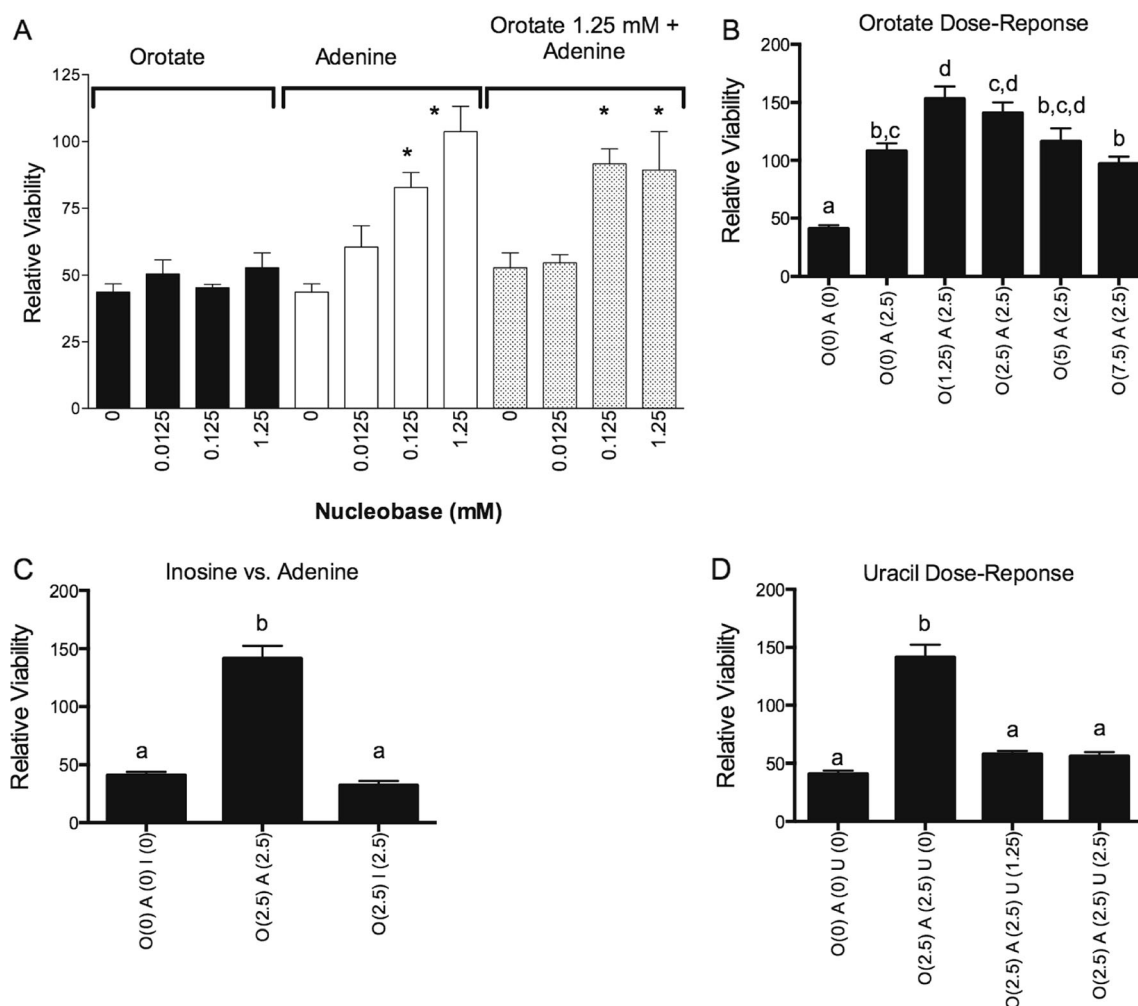 A
Orotate
Adenine
Orotate 1.25 mM +
Adenine
Relative Viability
125
100
75
50
25
0
*
*
*
*
0
0.0125
0.125
1.25
0
0.0125
0.125
1.25
0
0.0125
0.125
1.25
Nucleobase (mM)
B
Orotate Dose-Reponse
Relative Viability
200
150
100
50
0
a
b,c
d
c,d
b,c,d
b
O(0) A (0)
O(0) A (2.5)
O(1.25) A (2.5)
O(2.5) A (2.5)
O(5) A (2.5)
O(7.5) A (2.5)
C
Inosine vs. Adenine
Relative Viability
200
150
100
50
0
a
b
a
O(0) A (0) I (0)
O(2.5) A (2.5)
O(2.5) I (2.5)
D
Uracil Dose-Reponse
Relative Viability
200
150
100
50
0
a
b
a
a
O(0) A (0) U (0)
O(2.5) A (2.5) U (0)
O(2.5) A (2.5) U (1.25)
O(2.5) A (2.5) U (2.5)